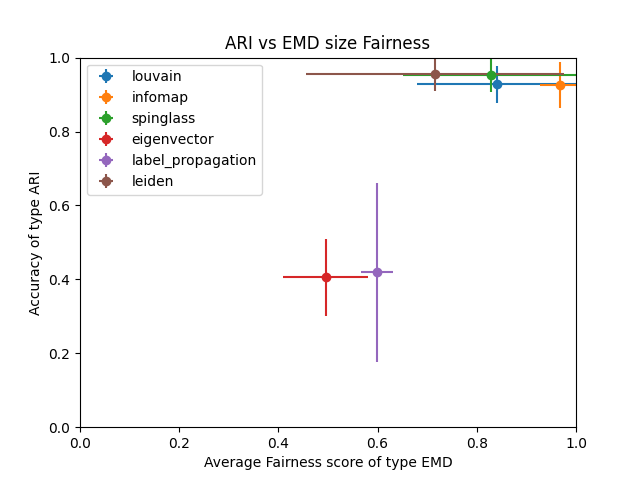 ARI vs EMD size Fairness
louvain
infomap
spinglass
eigenvector
label_propagation
leiden
1.0
0.8
0.6
0.4
0.2
0.0
Accuracy of type ARI
0.0 0.2 0.4 0.6 0.8 1.0
Average Fairness score of type EMD